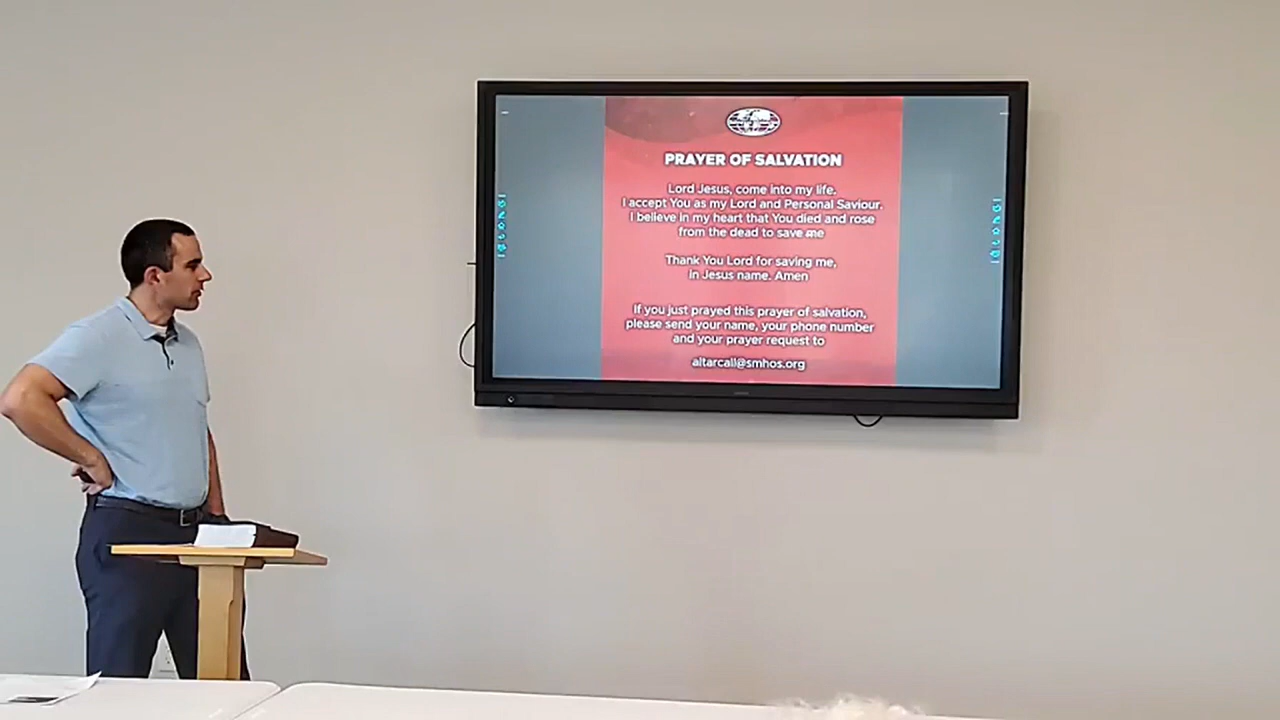 PRAYER OF SALVATION
Lord Jesus, come into my life.
I accept You as my Lord and Personal Saviour.
I believe in my heart that You died and rose
from the dead to save me
Thank You Lord for saving me,
in Jesus name. Amen
If you just prayed this prayer of salvation,
please send your name, your phone number
and your prayer request to
altarcall@smhos.org